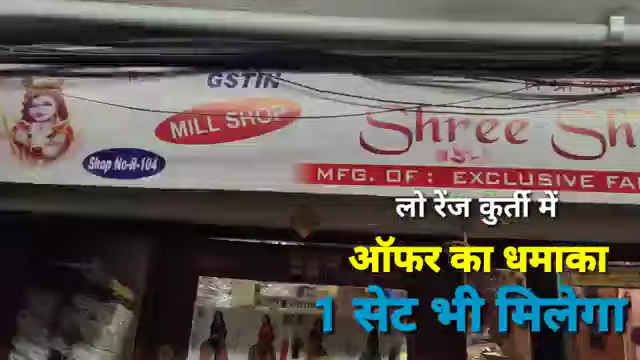 GSTIN
MILL SHOP
Shree Sh
Shop No-R-104
MFG. OF : EXCLUSIVE FA
लो रेंज कुर्ती में
ऑफर का धमाका
1 सेट भी मिलेगा